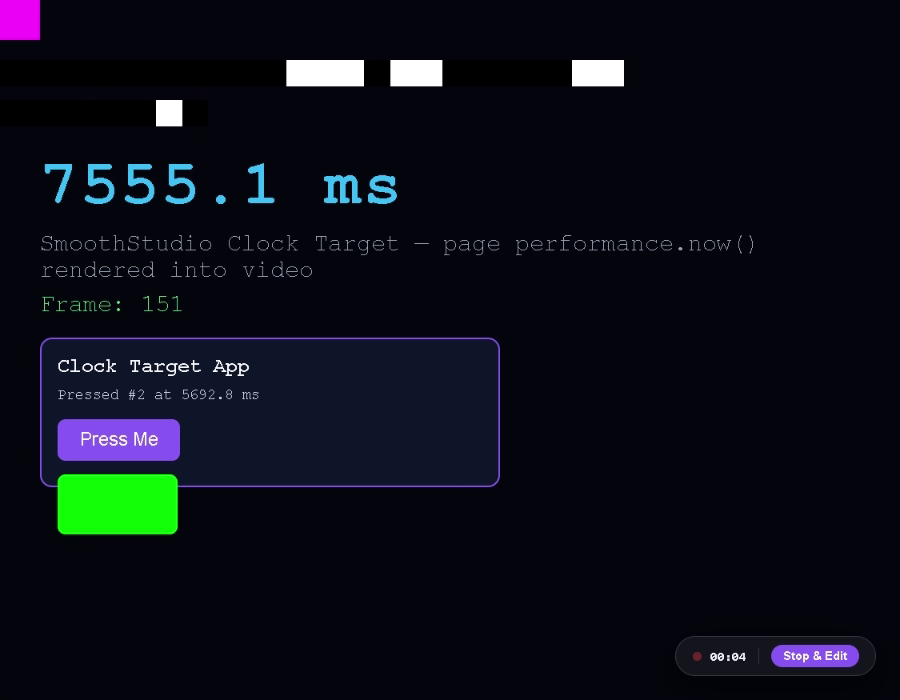 7555.1 ms
SmoothStudio Clock Target — page performance.now()
rendered into video
Frame: 151
Clock Target App
Pressed #2 at 5692.8 ms
Press Me
00:04
Stop & Edit